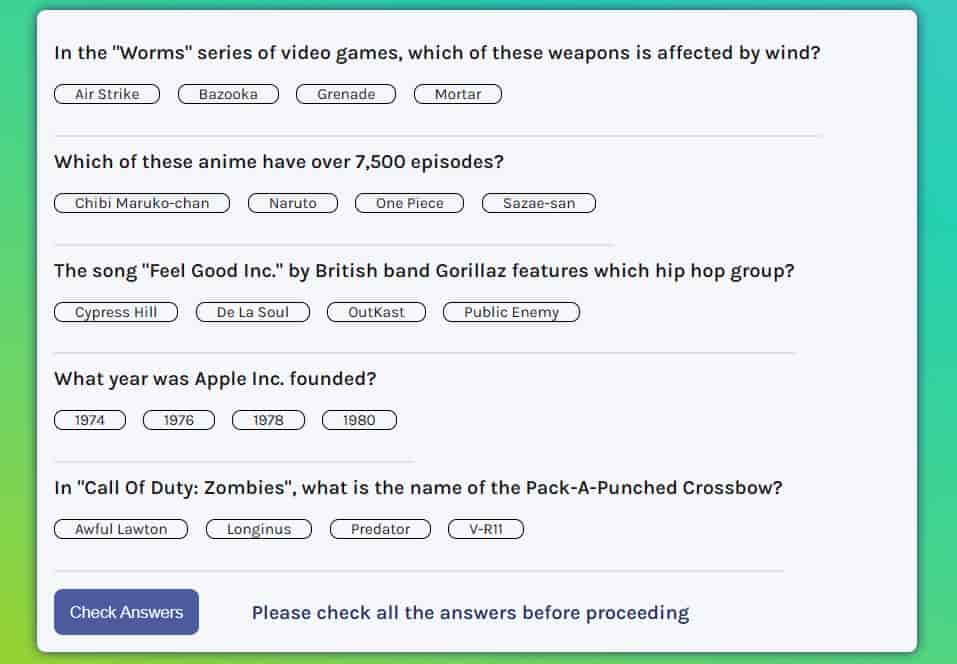 In the "Worms" series of video games, which of these weapons is affected by wind?
Air Strike Bazooka Grenade Mortar
Which of these anime have over 7,500 episodes?
Chibi Maruko-chan Naruto One Piece Sazae-san
The song "Feel Good Inc." by British band Gorillaz features which hip hop group?
Cypress Hill De La Soul OutKast Public Enemy
What year was Apple Inc. founded?
1974 1976 1978 1980
In "Call Of Duty: Zombies", what is the name of the Pack-A-Punched Crossbow?
Awful Lawton Longinus Predator V-R11
Check Answers Please check all the answers before proceeding